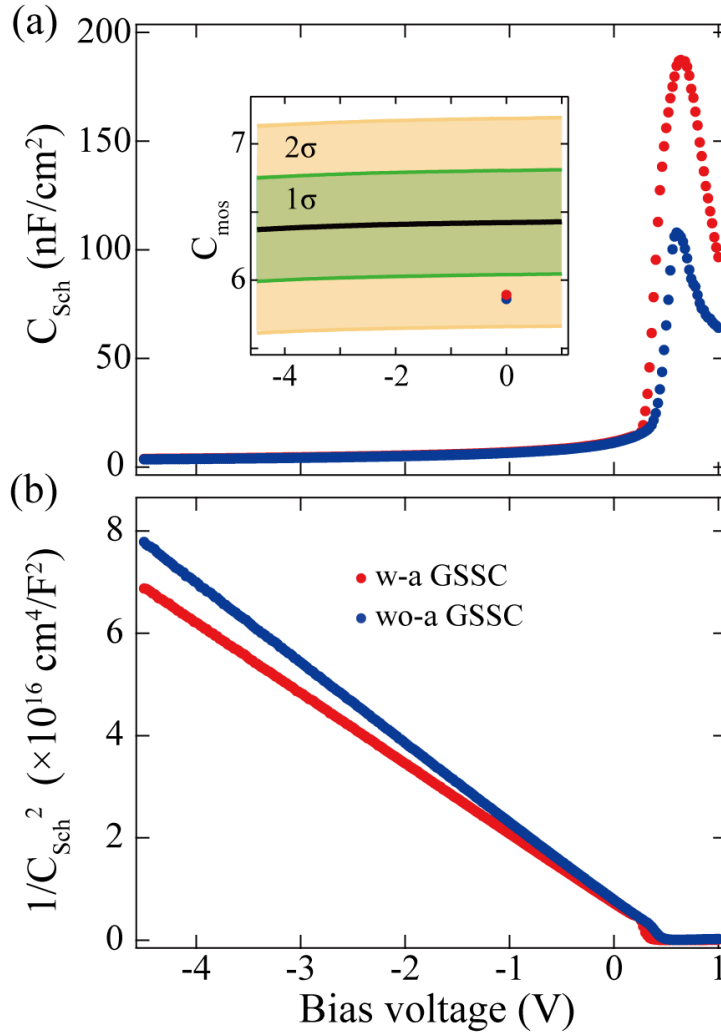 (a)
200
150
100
50
0
C_Sch (nF/cm²)
7
6
C_mos
2σ
1σ
-4 -2 0
(b)
8
6
4
2
0
1/C_Sch² (×10¹⁶ cm⁴/F²)
w-a GSSC
wo-a GSSC
-4 -3 -2 -1 0 1
Bias voltage (V)